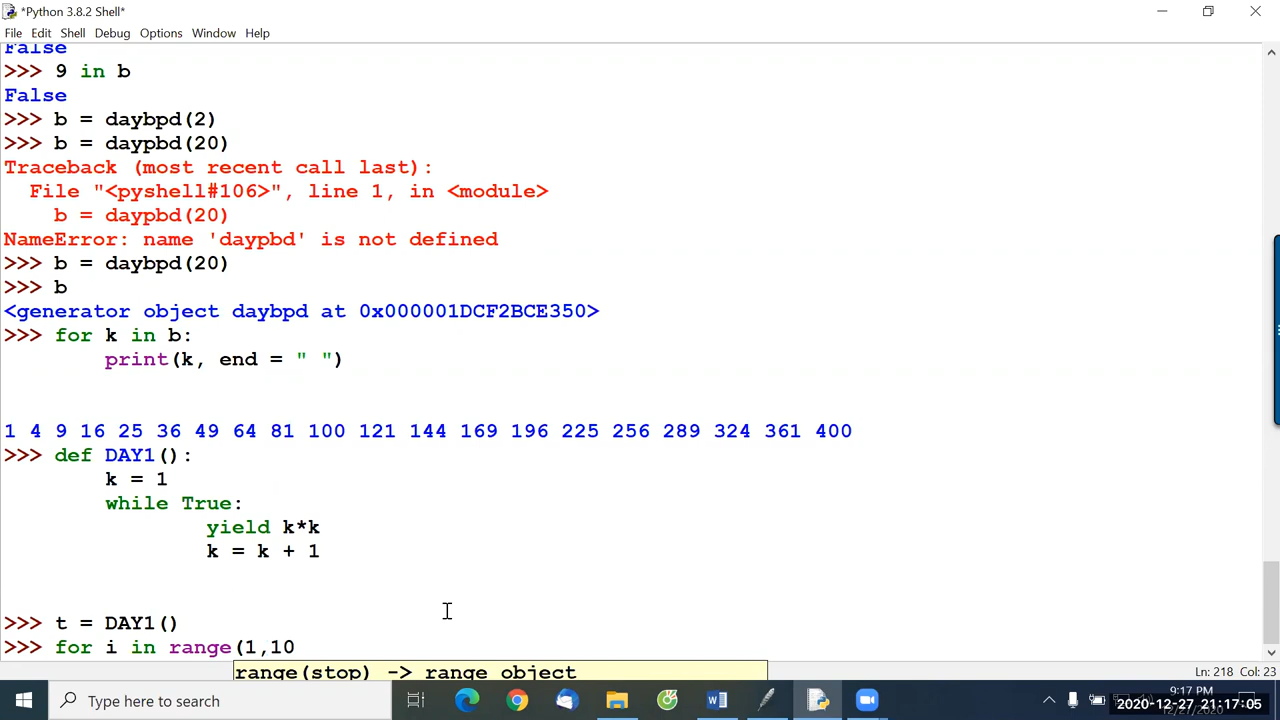 *Python 3.8.2 Shell*
File Edit Shell Debug Options Window Help
False
>>> 9 in b
False
>>> b = daybpd(2)
>>> b = daypbd(20)
Traceback (most recent call last):
  File "<pyshell#106>", line 1, in <module>
    b = daypbd(20)
NameError: name 'daypbd' is not defined
>>> b = daybpd(20)
>>> b
<generator object daybpd at 0x000001DCF2BCE350>
>>> for k in b:
        print(k, end = " ")
1 4 9 16 25 36 49 64 81 100 121 144 169 196 225 256 289 324 361 400
>>> def DAY1():
        k = 1
        while True:
                yield k*k
                k = k + 1
>>> t = DAY1()
>>> for i in range(1,10
range(stop) -> range object
Ln: 218 Col: 23
Type here to search
9:17 PM
12/27/2020
2020-12-27 21:17:05